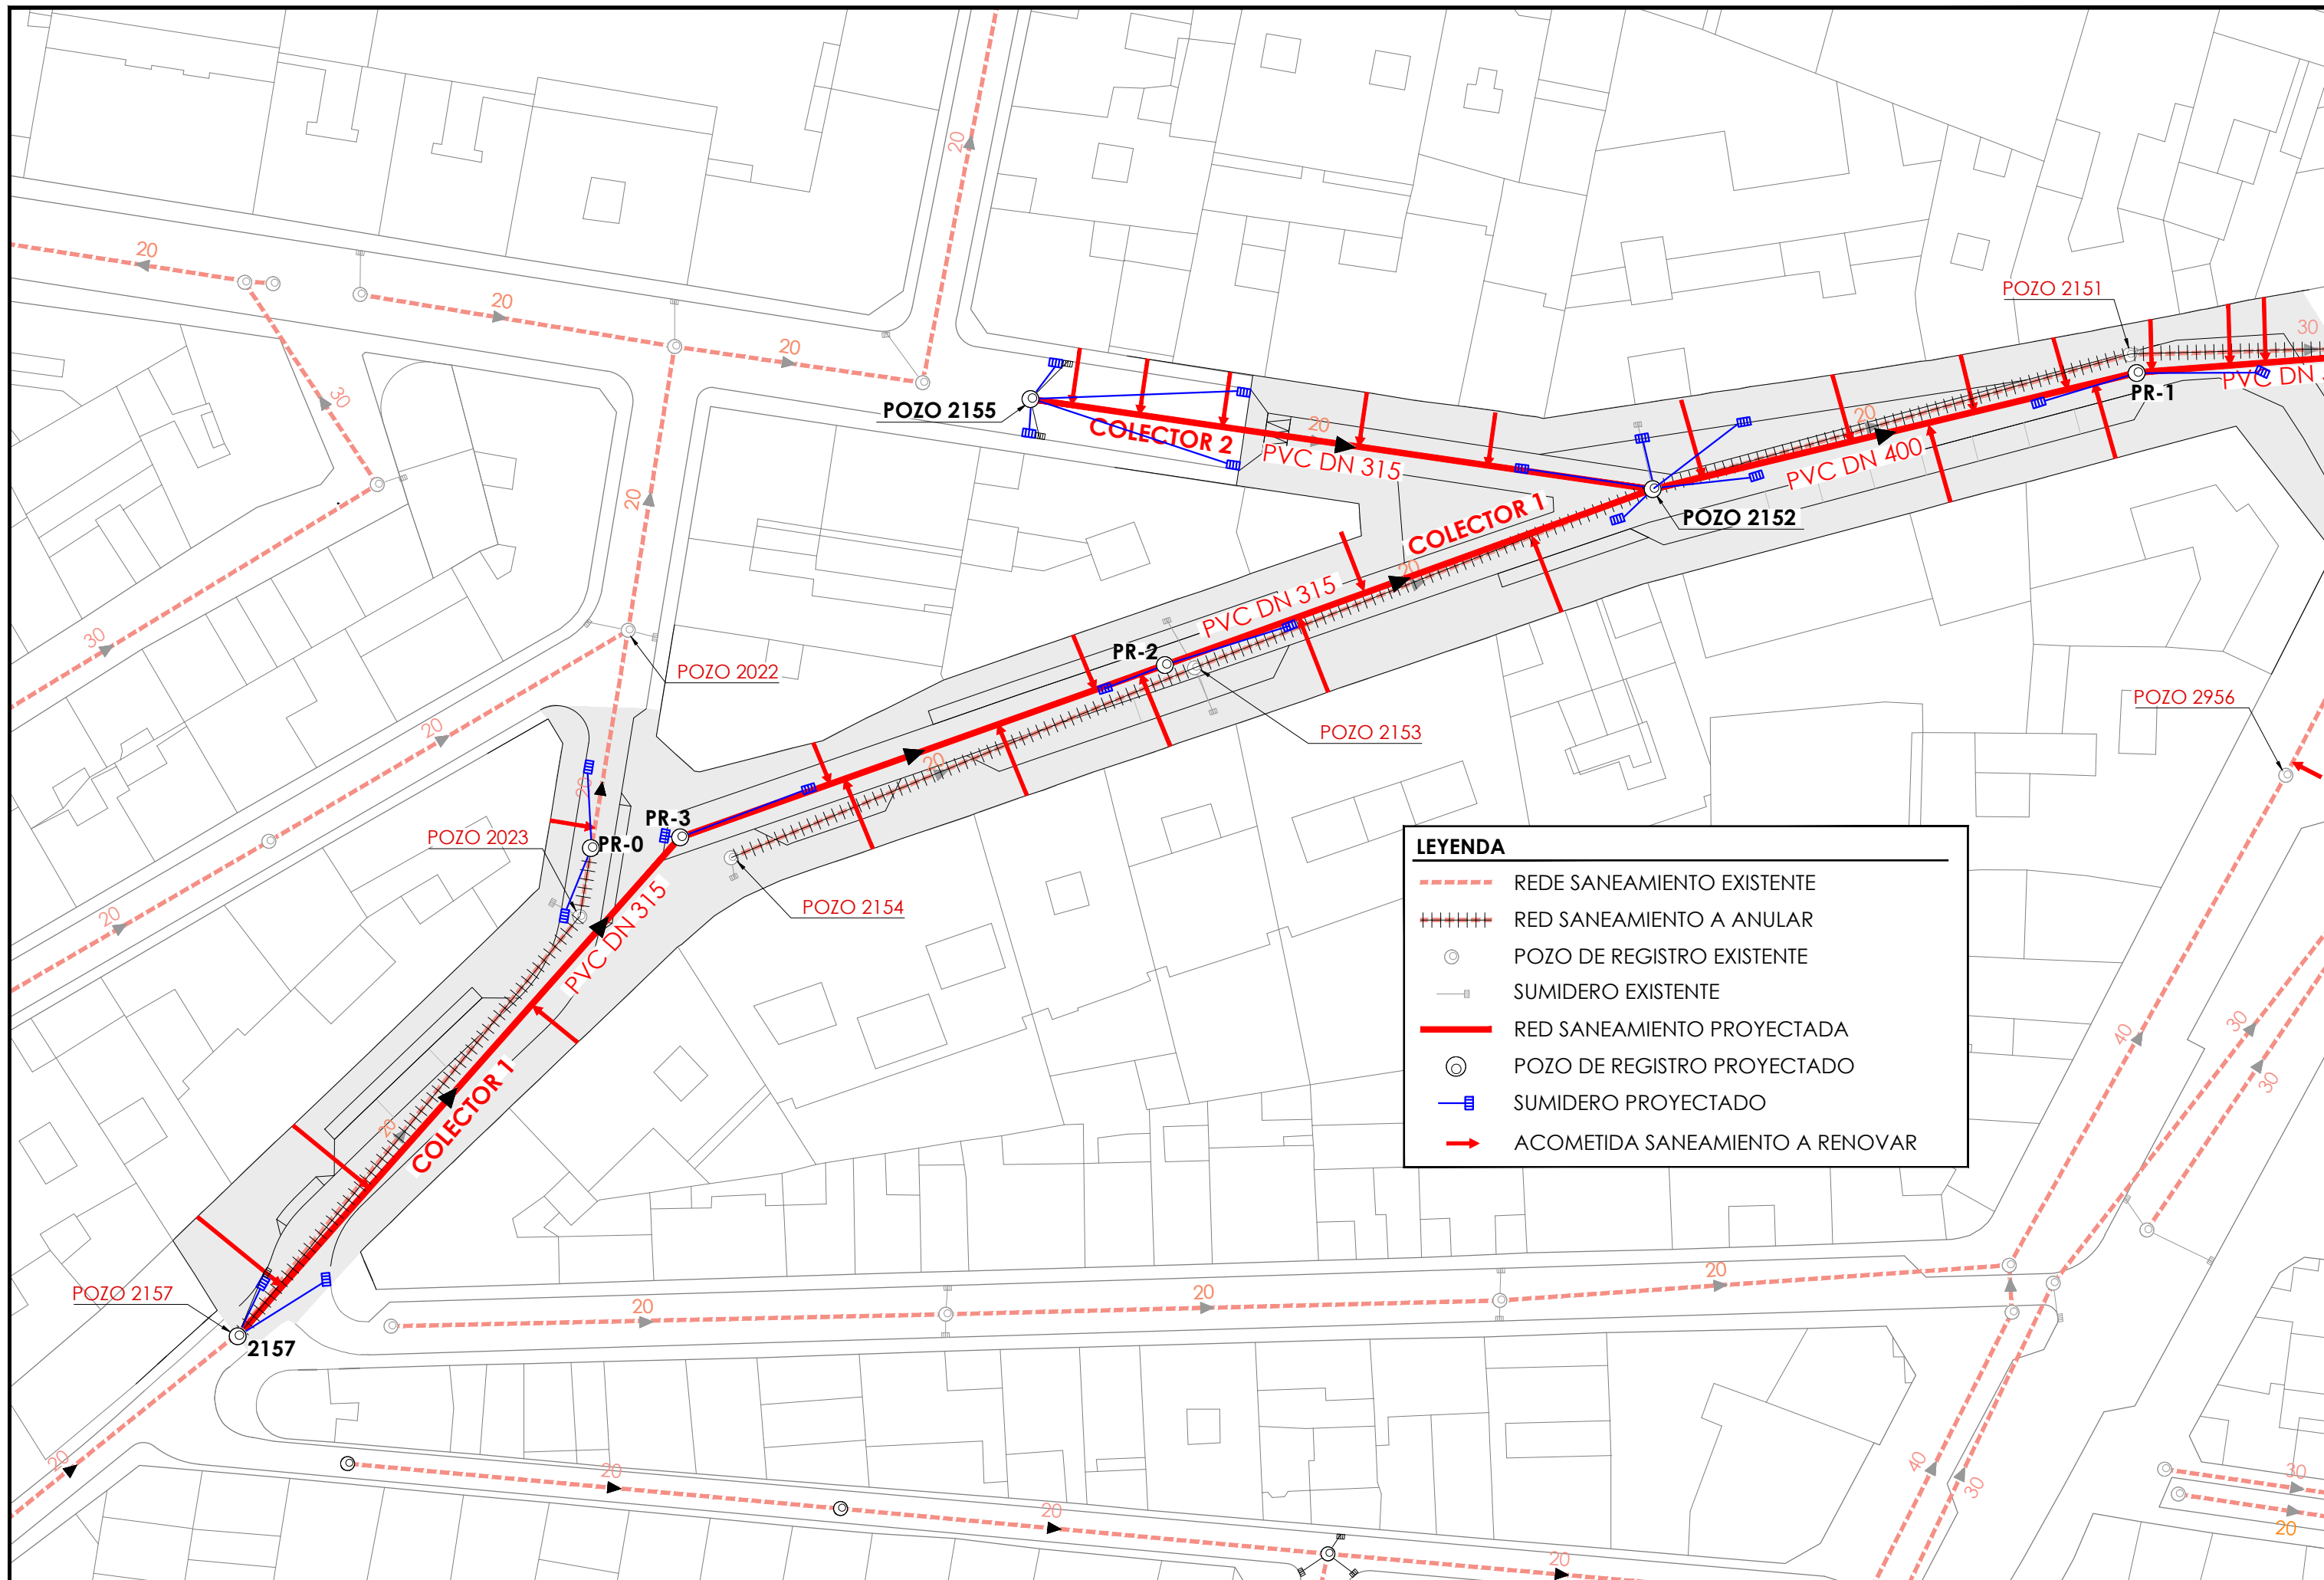 20
20
20
20
30
POZO 2151
30
PVC DN
PR-1
POZO 2155
COLECTOR 2
20
PVC DN 315
20
PVC DN 400
20
COLECTOR 1
POZO 2152
20
30
POZO 2022
PVC DN 315
PR-2
POZO 2153
POZO 2956
20
20
20
PR-3
POZO 2023
PR-0
20
POZO 2154
PVC DN 315
LEYENDA
REDE SANEAMIENTO EXISTENTE
RED SANEAMIENTO A ANULAR
POZO DE REGISTRO EXISTENTE
SUMIDERO EXISTENTE
RED SANEAMIENTO PROYECTADA
POZO DE REGISTRO PROYECTADO
SUMIDERO PROYECTADO
ACOMETIDA SANEAMIENTO A RENOVAR
40
30
30
20
COLECTOR 1
POZO 2157
2157
20
20
20
20
20
20
20
40
30
30
20